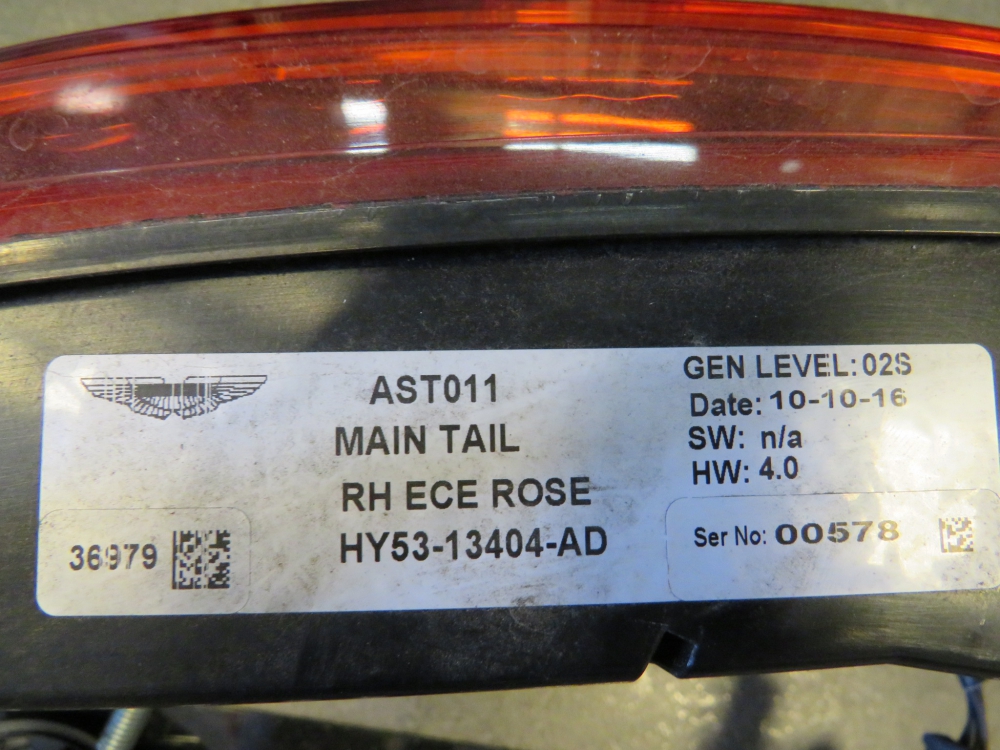 AST011
MAIN TAIL
RH ECE ROSE
HY53-13404-AD
36979
GEN LEVEL: 02S
Date: 10-10-16
SW: n/a
HW: 4.0
Ser No: 00578